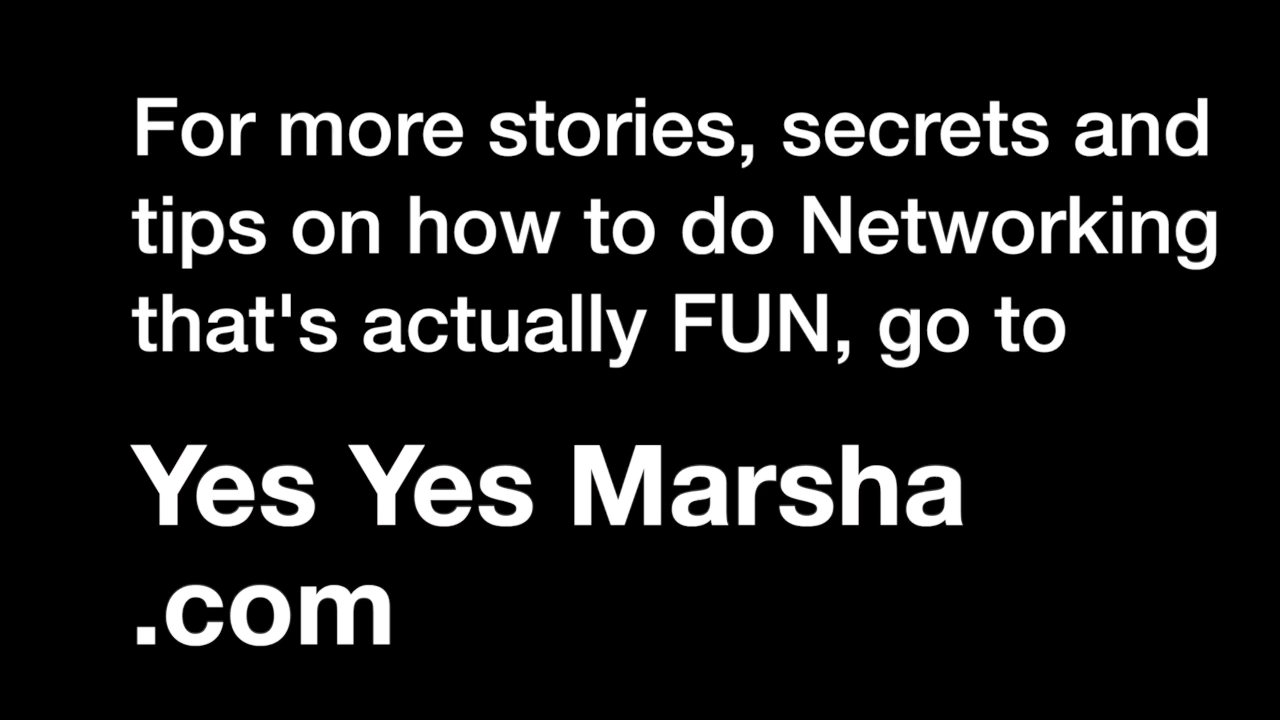 For more stories, secrets and
tips on how to do Networking
that's actually FUN, go to
Yes Yes Marsha
.com